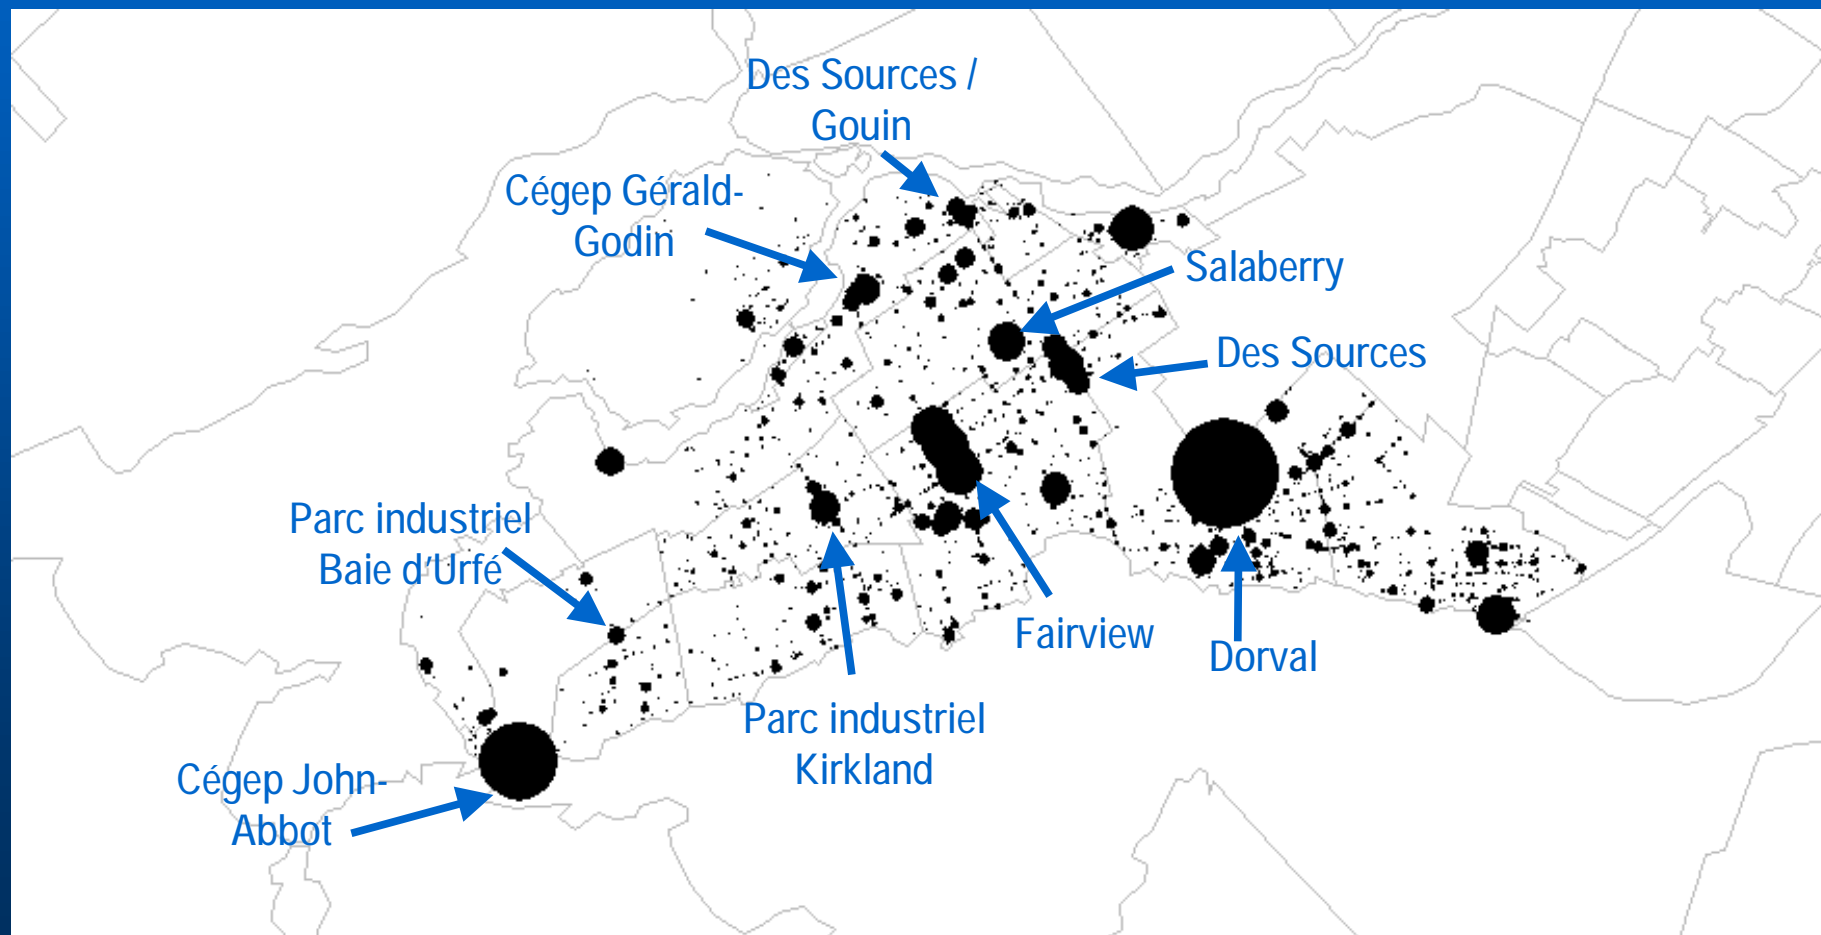 Des Sources /
Gouin
Cégep Gérald-
Godin
Salaberry
Des Sources
Parc industriel
Baie d'Urfé
Fairview
Dorval
Parc industriel
Kirkland
Cégep John-
Abbot